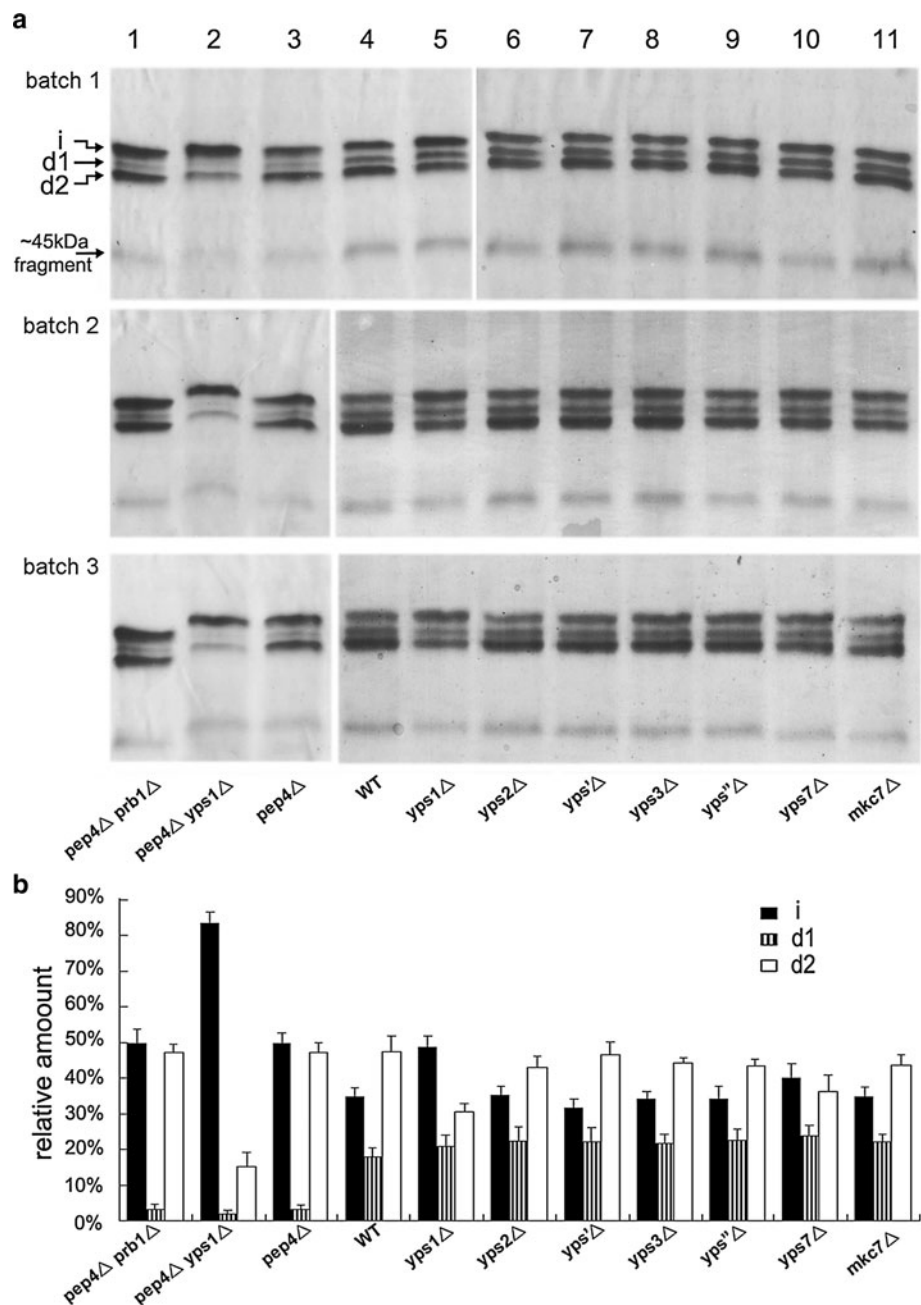 a
1 2 3 4 5 6 7 8 9 10 11
batch 1
i
d1
d2
~45kDa
fragment
batch 2
batch 3
pep4Δ prb1Δ pep4Δ yps1Δ pep4Δ WT yps1Δ yps2Δ yps'Δ yps3Δ yps"Δ yps7Δ mkc7Δ
b
90%
80%
70%
60%
50%
40%
30%
20%
10%
0%
relative amoount
i
d1
d2
pep4Δ prb1Δ pep4Δ yps1Δ pep4Δ WT yps1Δ yps2Δ yps'Δ yps3Δ yps"Δ yps7Δ mkc7Δ